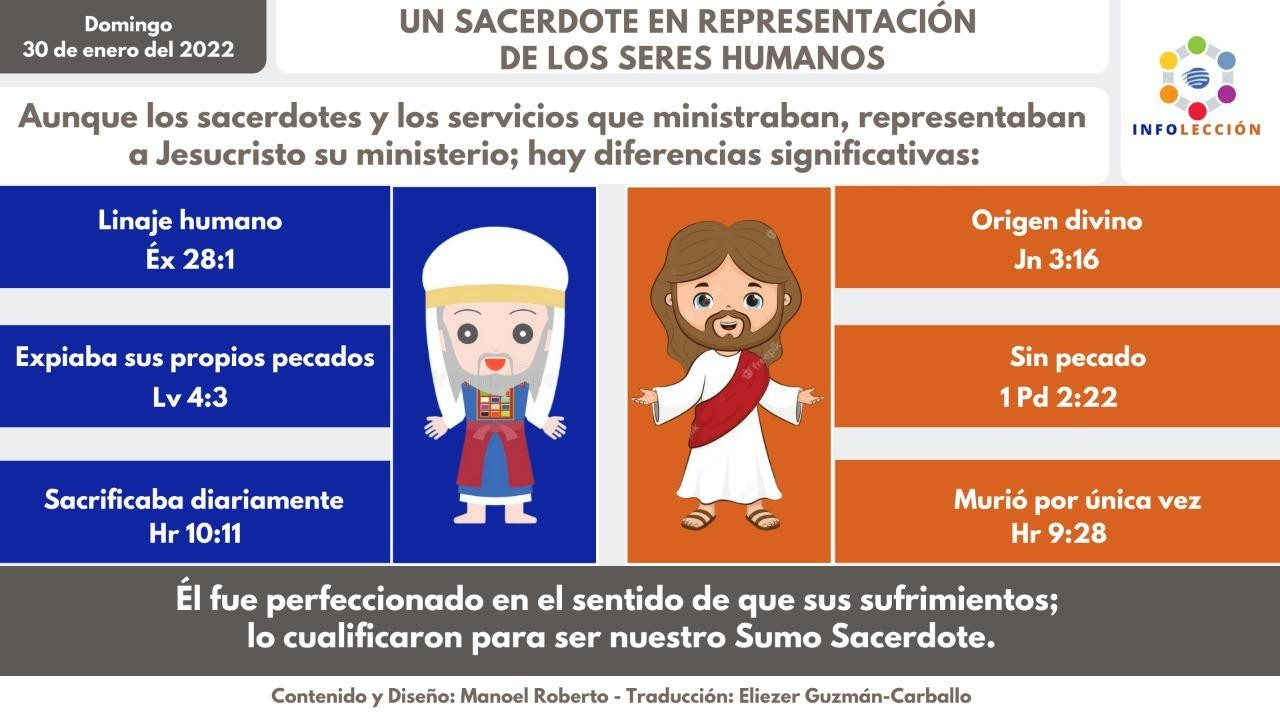 Domingo
30 de enero del 2022
UN SACERDOTE EN REPRESENTACIÓN
DE LOS SERES HUMANOS
INFOLECCIÓN
Aunque los sacerdotes y los servicios que ministraban, representaban
a Jesucristo su ministerio; hay diferencias significativas:
Linaje humano
Éx 28:1
Expiaba sus propios pecados
Lv 4:3
Sacrificaba diariamente
Hr 10:11
Origen divino
Jn 3:16
Sin pecado
1 Pd 2:22
Murió por única vez
Hr 9:28
Él fue perfeccionado en el sentido de que sus sufrimientos;
lo cualificaron para ser nuestro Sumo Sacerdote.
Contenido y Diseño: Manoel Roberto - Traducción: Eliezer Guzmán-Carballo